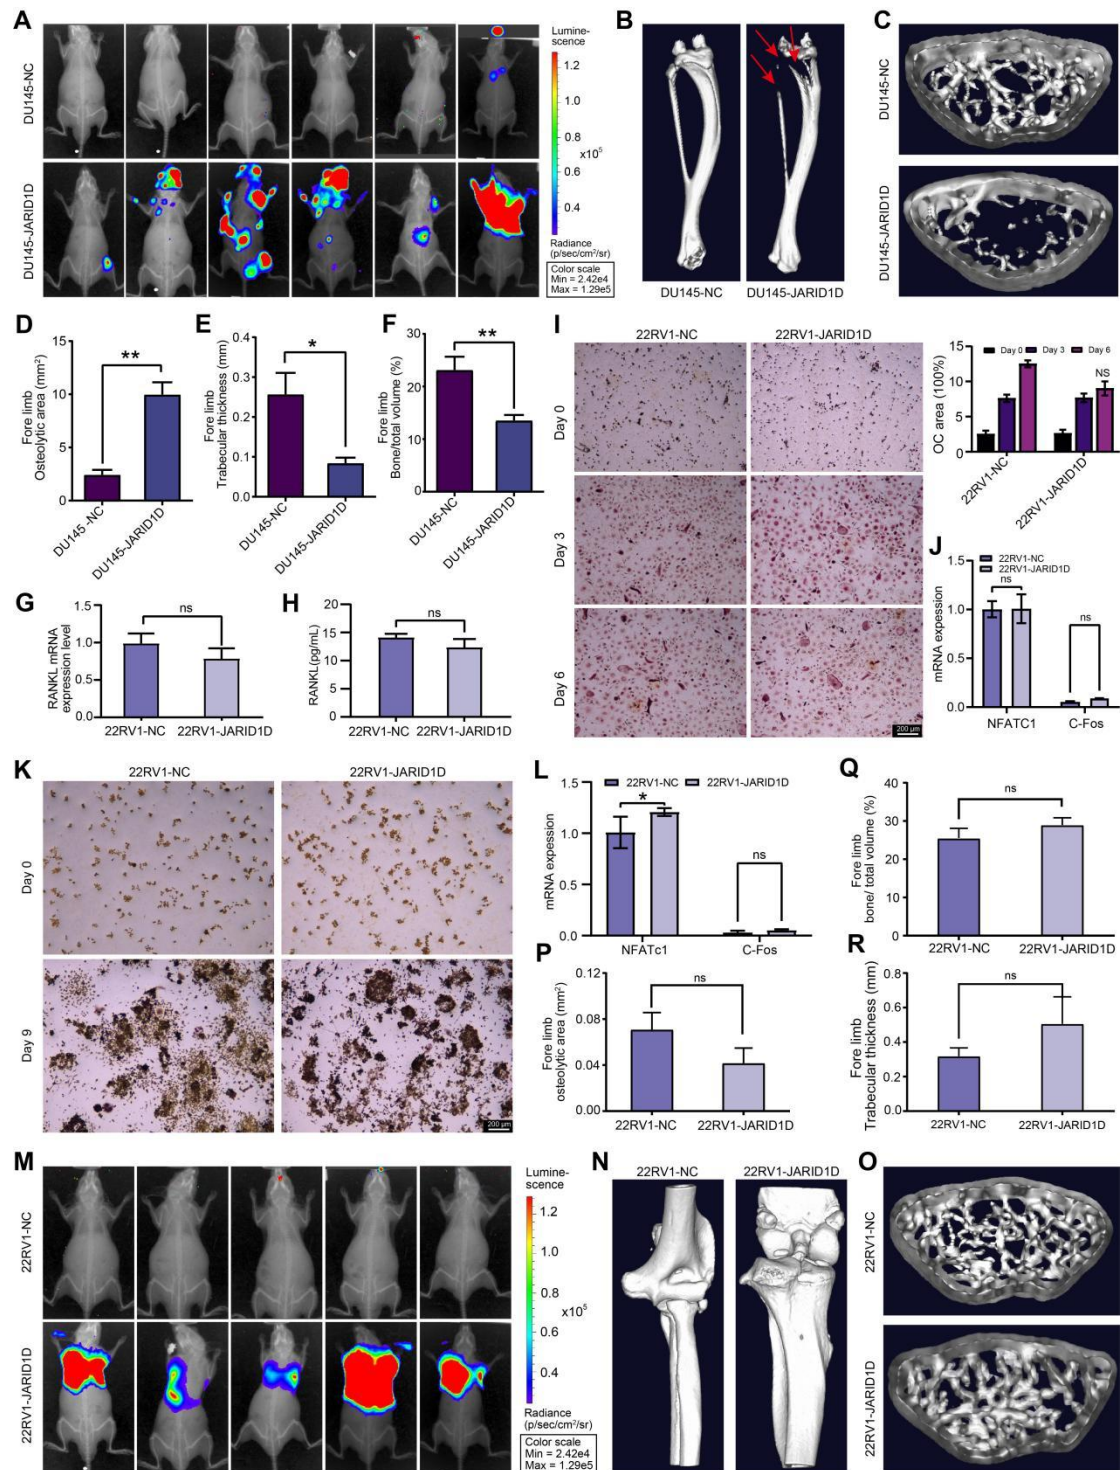 A
DU145-NC
DU145-JARID1D
Lumine-
scence
1.2
1.0
0.8
x10⁵
0.6
0.4
Radiance
(p/sec/cm²/sr)
Color scale
Min = 2.42e4
Max = 1.29e5
B
DU145-NC
DU145-JARID1D
C
DU145-NC
DU145-JARID1D
D
Fore limb
Osteolytic area (mm²)
15
10
5
0
**
DU145-NC
DU145-JARID1D
E
Fore limb
Trabecular thickness (mm)
0.4
0.3
0.2
0.1
0.0
*
DU145-NC
DU145-JARID1D
F
Fore limb
Bone/total volume (%)
30
20
10
0
**
DU145-NC
DU145-JARID1D
G
RANKL mRNA
expression level
1.5
1.0
0.5
0.0
ns
22RV1-NC
22RV1-JARID1D
H
RANKL(pg/mL)
20
15
10
5
0
ns
22RV1-NC
22RV1-JARID1D
I
22RV1-NC
22RV1-JARID1D
Day 0
Day 3
Day 6
200 μm
Day 0
Day 3
Day 6
OC area (100%)
15
10
5
0
NS
22RV1-NC
22RV1-JARID1D
J
22RV1-NC
22RV1-JARID1D
mRNA expression
1.5
1.0
0.5
0.0
ns
ns
NFATC1
C-Fos
K
22RV1-NC
22RV1-JARID1D
Day 0
Day 9
200 μm
L
22RV1-NC
22RV1-JARID1D
mRNA expession
1.5
1.0
0.5
0.0
*
ns
NFATc1
C-Fos
Q
Fore limb
bone/ total volume (%)
40
30
20
10
0
ns
22RV1-NC
22RV1-JARID1D
P
Fore limb
osteolytic area (mm²)
0.12
0.08
0.04
0.00
ns
22RV1-NC
22RV1-JARID1D
R
Fore limb
Trabecular thickness (mm)
0.8
0.6
0.4
0.2
0.0
ns
22RV1-NC
22RV1-JARID1D
M
22RV1-NC
22RV1-JARID1D
Lumine-
scence
1.2
1.0
0.8
x10⁵
0.6
0.4
Radiance
(p/sec/cm²/sr)
Color scale
Min = 2.42e4
Max = 1.29e5
N
22RV1-NC
22RV1-JARID1D
O
22RV1-NC
22RV1-JARID1D